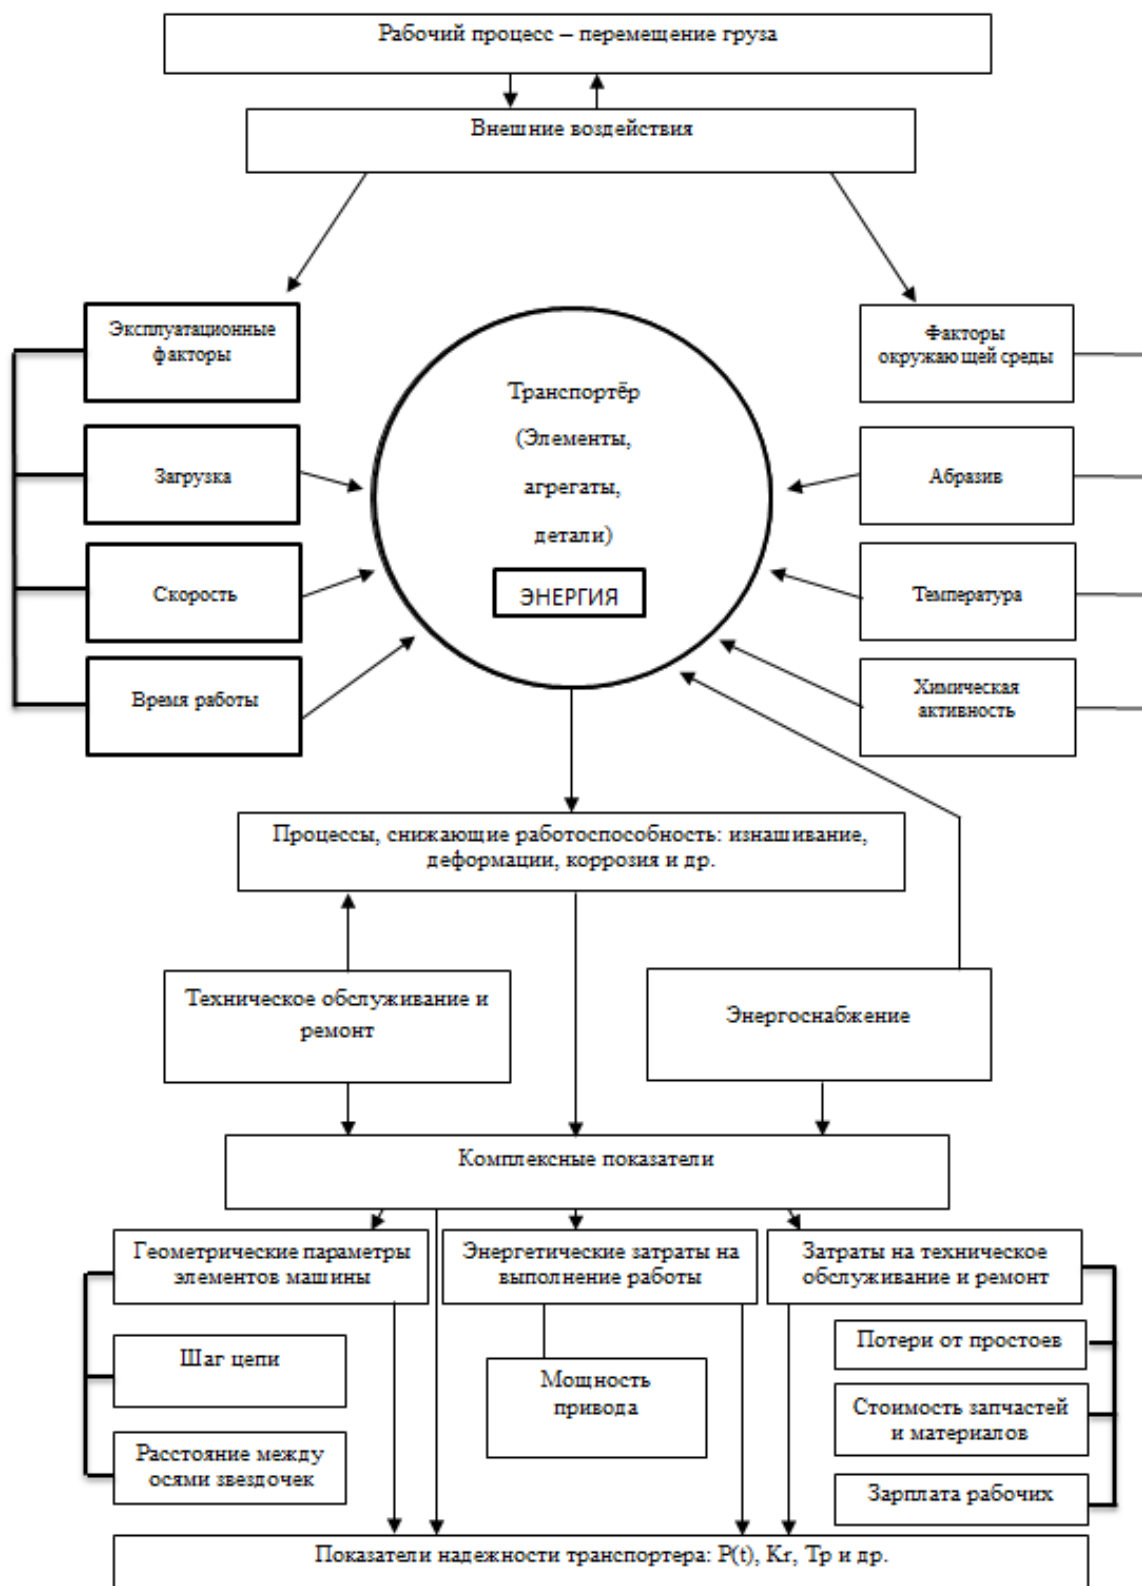 Рабочий процесс – перемещение груза
Внешние воздействия
Эксплуатационные
факторы
Загрузка
Скорость
Время работы
Транспортёр
(Элементы,
агрегаты,
детали)
ЭНЕРГИЯ
Факторы
окружающей среды
Абразив
Температура
Химическая
активность
Процессы, снижающие работоспособность: изнашивание,
деформации, коррозия и др.
Техническое обслуживание и
ремонт
Энергоснабжение
Комплексные показатели
Геометрические параметры
элементов машины
Шаг цепи
Расстояние между
осями звездочек
Энергетические затраты на
выполнение работы
Мощность
привода
Затраты на техническое
обслуживание и ремонт
Потери от простоев
Стоимость запчастей
и материалов
Зарплата рабочих
Показатели надежности транспортера: P(t), Кг, Тр и др.